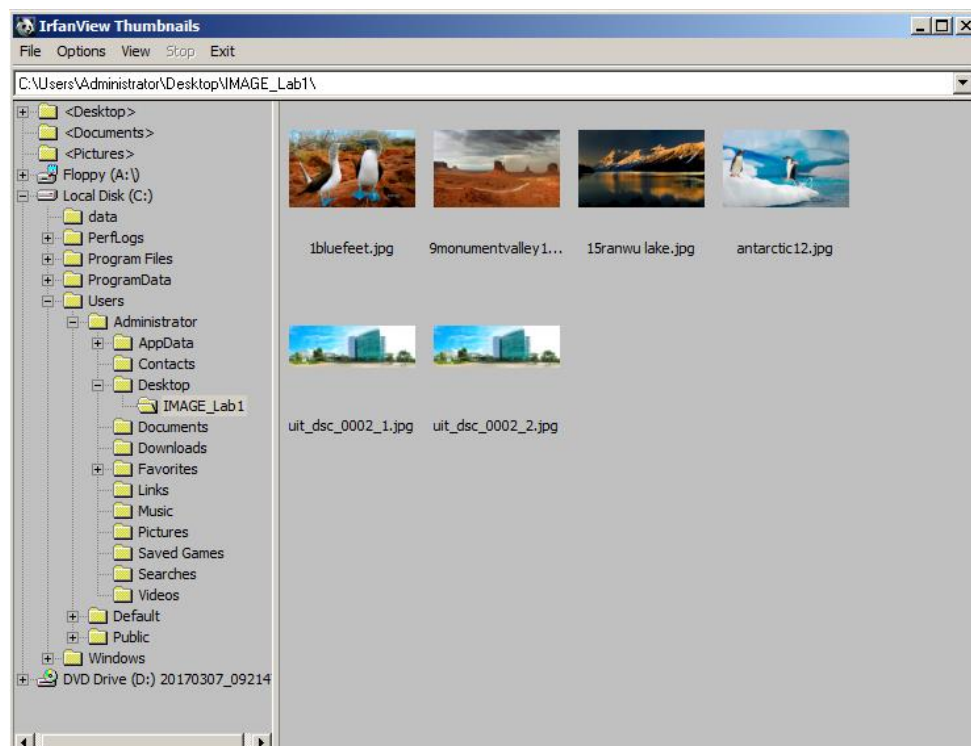 IrfanView Thumbnails
File Options View Stop Exit
C:\Users\Administrator\Desktop\IMAGE_Lab1\
<Desktop>
<Documents>
<Pictures>
Floppy (A:\)
Local Disk (C:)
data
PerfLogs
Program Files
ProgramData
Users
Administrator
AppData
Contacts
Desktop
IMAGE_Lab1
Documents
Downloads
Favorites
Links
Music
Pictures
Saved Games
Searches
Videos
Default
Public
Windows
DVD Drive (D:) 20170307_09214
1bluefeet.jpg 9monumentvalley1... 15ranwu lake.jpg antarctic12.jpg
uit_dsc_0002_1.jpg uit_dsc_0002_2.jpg